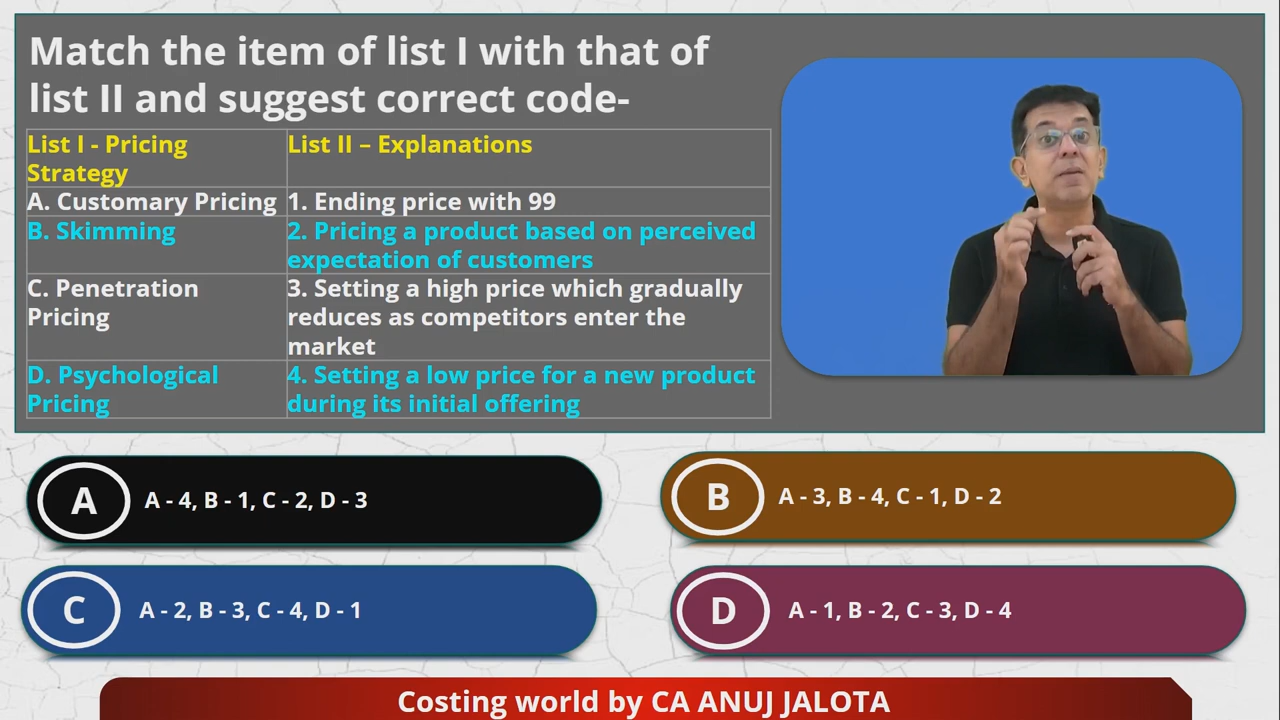 Match the item of list I with that of
list II and suggest correct code-
List I - Pricing
Strategy
List II – Explanations
A. Customary Pricing
1. Ending price with 99
B. Skimming
2. Pricing a product based on perceived
expectation of customers
C. Penetration
Pricing
3. Setting a high price which gradually
reduces as competitors enter the
market
D. Psychological
Pricing
4. Setting a low price for a new product
during its initial offering
A
A - 4, B - 1, C - 2, D - 3
B
A - 3, B - 4, C - 1, D - 2
C
A - 2, B - 3, C - 4, D - 1
D
A - 1, B - 2, C - 3, D - 4
Costing world by CA ANUJ JALOTA